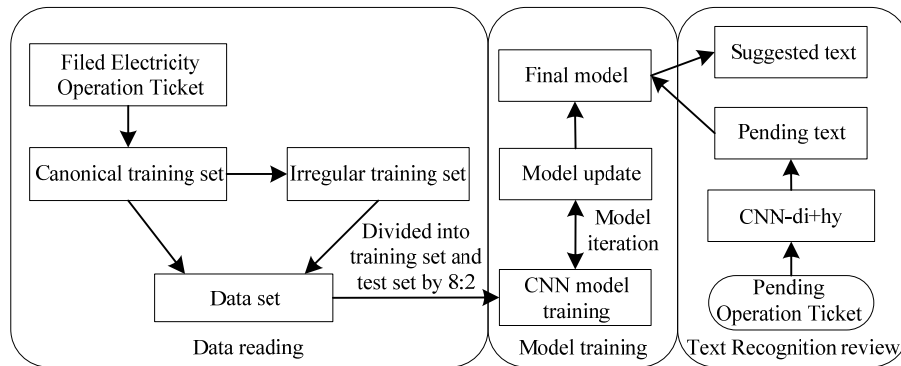 Filed Electricity
Operation Ticket
Canonical training set
Irregular training set
Divided into
training set and
test set by 8:2
Data set
Data reading
Final model
Model update
Model
iteration
CNN model
training
Model training
Suggested text
Pending text
CNN-di+hy
Pending
Operation Ticket
Text Recognition review